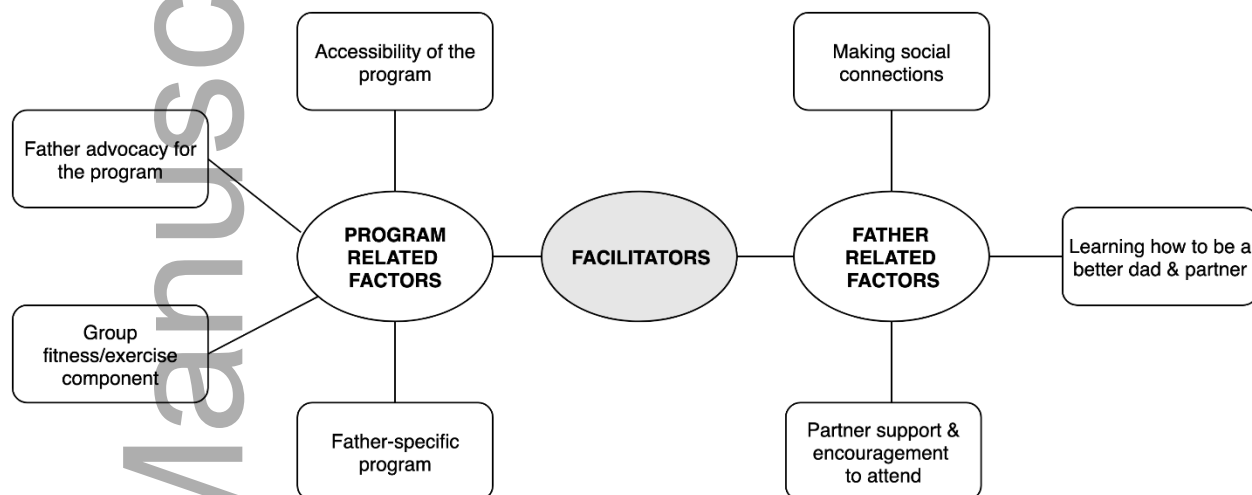 Accessibility of the
program
Making social
connections
Father advocacy for
the program
PROGRAM
RELATED
FACTORS
FACILITATORS
FATHER
RELATED
FACTORS
Learning how to be a
better dad & partner
Group
fitness/exercise
component
Father-specific
program
Partner support &
encouragement
to attend
Manusc